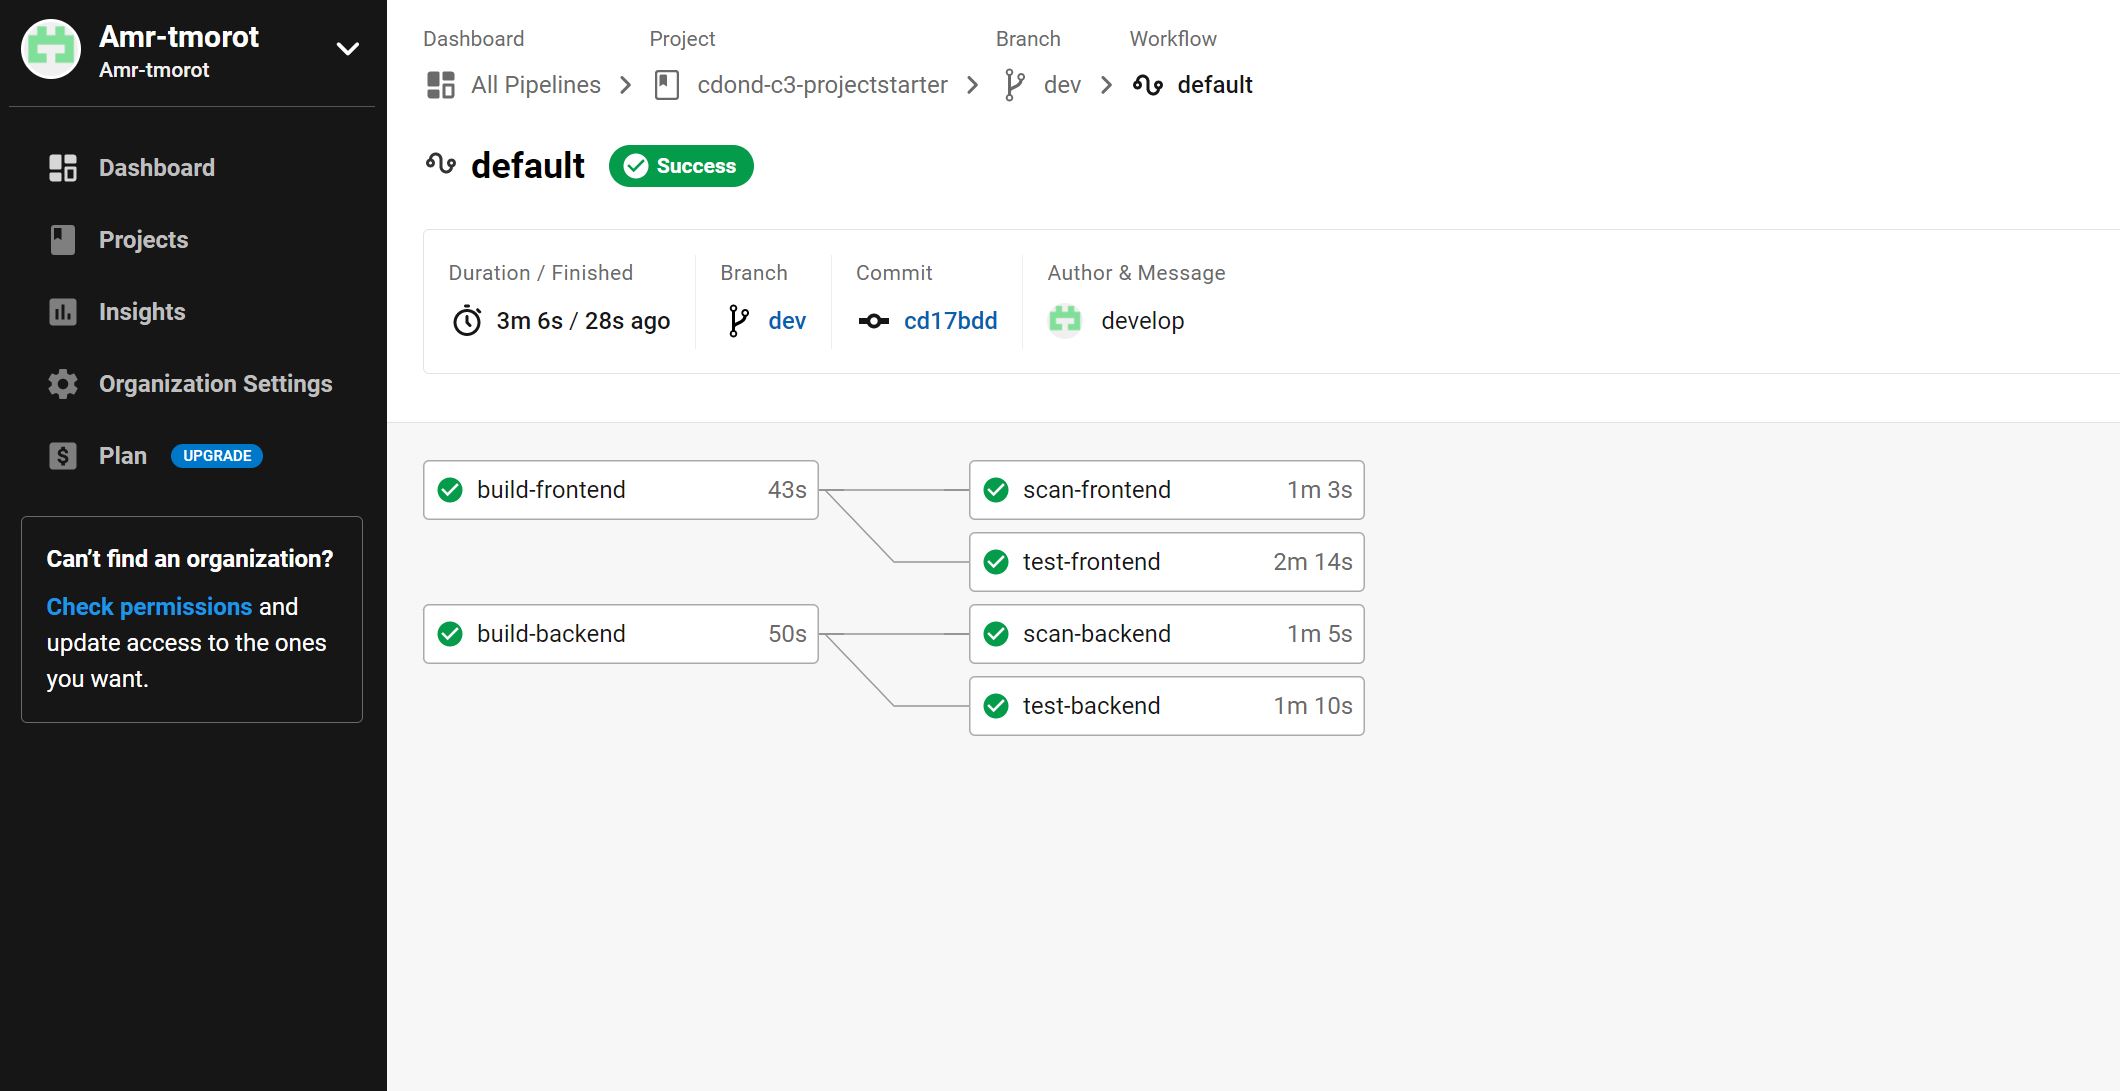 Amr-tmorot
Amr-tmorot
Dashboard
Projects
Insights
Organization Settings
Plan UPGRADE
Can’t find an organization?
Check permissions and
update access to the ones
you want.
Dashboard Project Branch Workflow
All Pipelines cdond-c3-projectstarter dev default
default Success
Duration / Finished Branch Commit Author & Message
3m 6s / 28s ago dev cd17bdd develop
build-frontend 43s scan-frontend 1m 3s
test-frontend 2m 14s
build-backend 50s scan-backend 1m 5s
test-backend 1m 10s